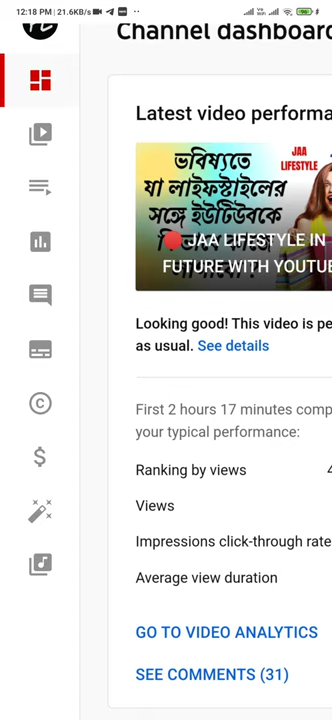 12:18 PM | 21.6KB/s
Channel dashboard
Latest video performa
ভবিষ্যতে
যা লাইফস্টাইলের
সঙ্গে ইউটিউবকে
JAA
LIFESTYLE
JAA LIFESTYLE IN
FUTURE WITH YOUTUB
Looking good! This video is pe
as usual. See details
First 2 hours 17 minutes comp
your typical performance:
Ranking by views 4
Views
Impressions click-through rate
Average view duration
GO TO VIDEO ANALYTICS
SEE COMMENTS (31)